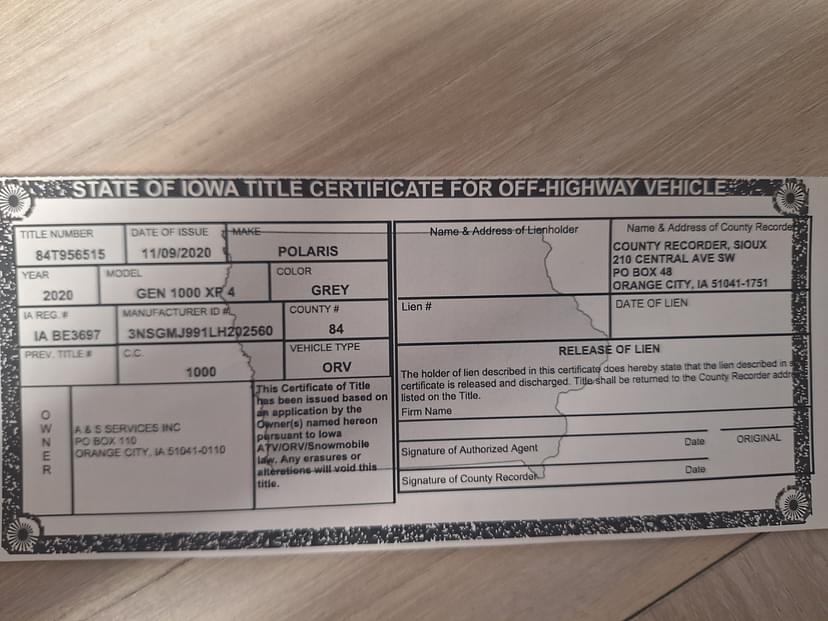 STATE OF IOWA TITLE CERTIFICATE FOR OFF-HIGHWAY VEHICLE
TITLE NUMBER
84T956515
DATE OF ISSUE
11/09/2020
MAKE
POLARIS
YEAR
2020
MODEL
GEN 1000 XP 4
COLOR
GREY
IA REG. #
IA BE3697
MANUFACTURER ID #
3NSGMJ991LH202560
COUNTY #
84
PREV. TITLE #
C.C.
1000
VEHICLE TYPE
ORV
OWNER
A & S SERVICES INC
PO BOX 110
ORANGE CITY, IA 51041-0110
This Certificate of Title
has been issued based on
an application by the
Owner(s) named hereon
pursuant to Iowa
ATV/ORV/Snowmobile
law. Any erasures or
alterations will void this
title.
Name & Address of Lienholder
Name & Address of County Recorde
COUNTY RECORDER, SIOUX
210 CENTRAL AVE SW
PO BOX 48
ORANGE CITY, IA 51041-1751
Lien #
DATE OF LIEN
RELEASE OF LIEN
The holder of lien described in this certificate does hereby state that the lien described in
certificate is released and discharged. Title shall be returned to the County Recorder addre
listed on the Title.
Firm Name
Signature of Authorized Agent
Date
ORIGINAL
Signature of County Recorder
Date